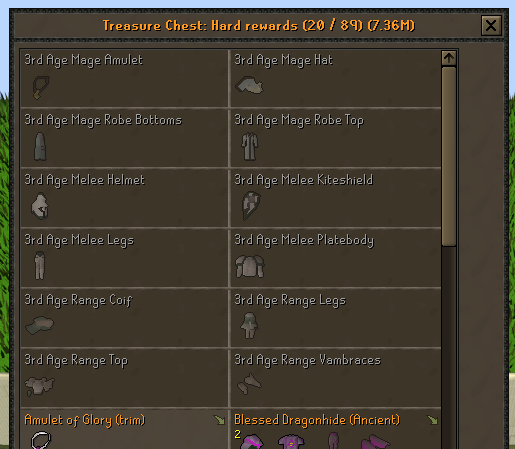 Treasure Chest: Hard rewards (20 / 89) (7.36M)
3rd Age Mage Amulet
3rd Age Mage Hat
3rd Age Mage Robe Bottoms
3rd Age Mage Robe Top
3rd Age Melee Helmet
3rd Age Melee Kiteshield
3rd Age Melee Legs
3rd Age Melee Platebody
3rd Age Range Coif
3rd Age Range Legs
3rd Age Range Top
3rd Age Range Vambraces
Amulet of Glory (trim)
Blessed Dragonhide (Ancient)
2